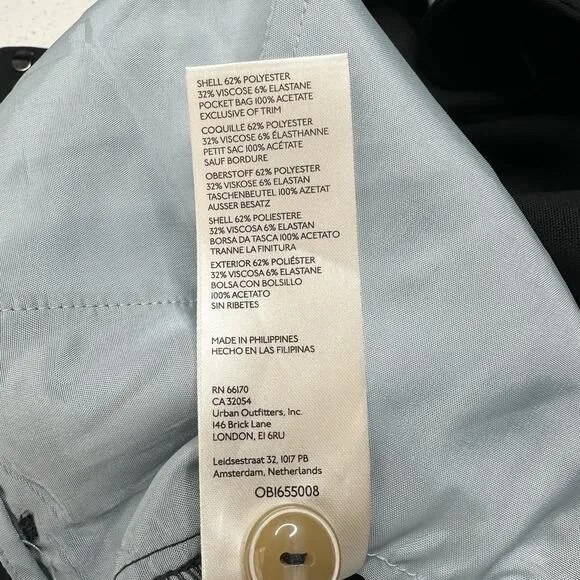 SHELL 62% POLYESTER
32% VISCOSE 6% ELASTANE
POCKET BAG 100% ACETATE
EXCLUSIVE OF TRIM
COQUILLE 62% POLYESTER
32% VISCOSE 6% ÉLASTHANNE
PETIT SAC 100% ACÉTATE
SAUF BORDURE
OBERSTOFF 62% POLYESTER
32% VISKOSE 6% ELASTAN
TASCHENBEUTEL 100% AZETAT
AUSSER BESATZ
SHELL 62% POLIESTERE
32% VISCOSA 6% ELASTAN
BORSA DA TASCA 100% ACETATO
TRANNE LA FINITURA
EXTERIOR 62% POLIÉSTER
32% VISCOSA 6% ELASTANE
BOLSA CON BOLSILLO
100% ACETATO
SIN RIBETES
MADE IN PHILIPPINES
HECHO EN LAS FILIPINAS
RN 66170
CA 32054
Urban Outfitters, Inc.
146 Brick Lane
LONDON, E1 6RU
Leidsestraat 32, 1017 PB
Amsterdam, Netherlands
OB1655008